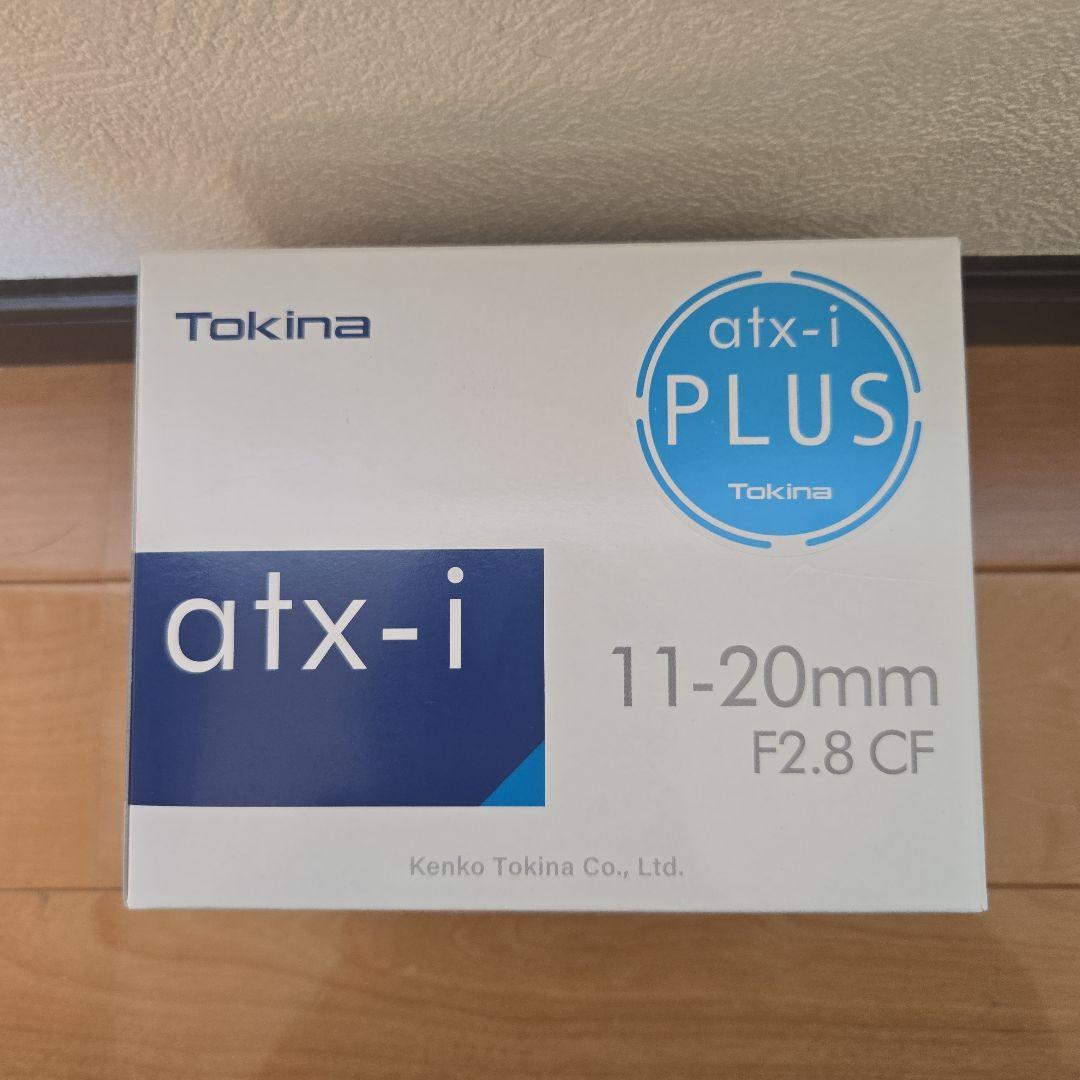 Tokina
atx-i
PLUS
Tokina
atx-i
11-20mm
F2.8 CF
Kenko Tokina Co., Ltd.